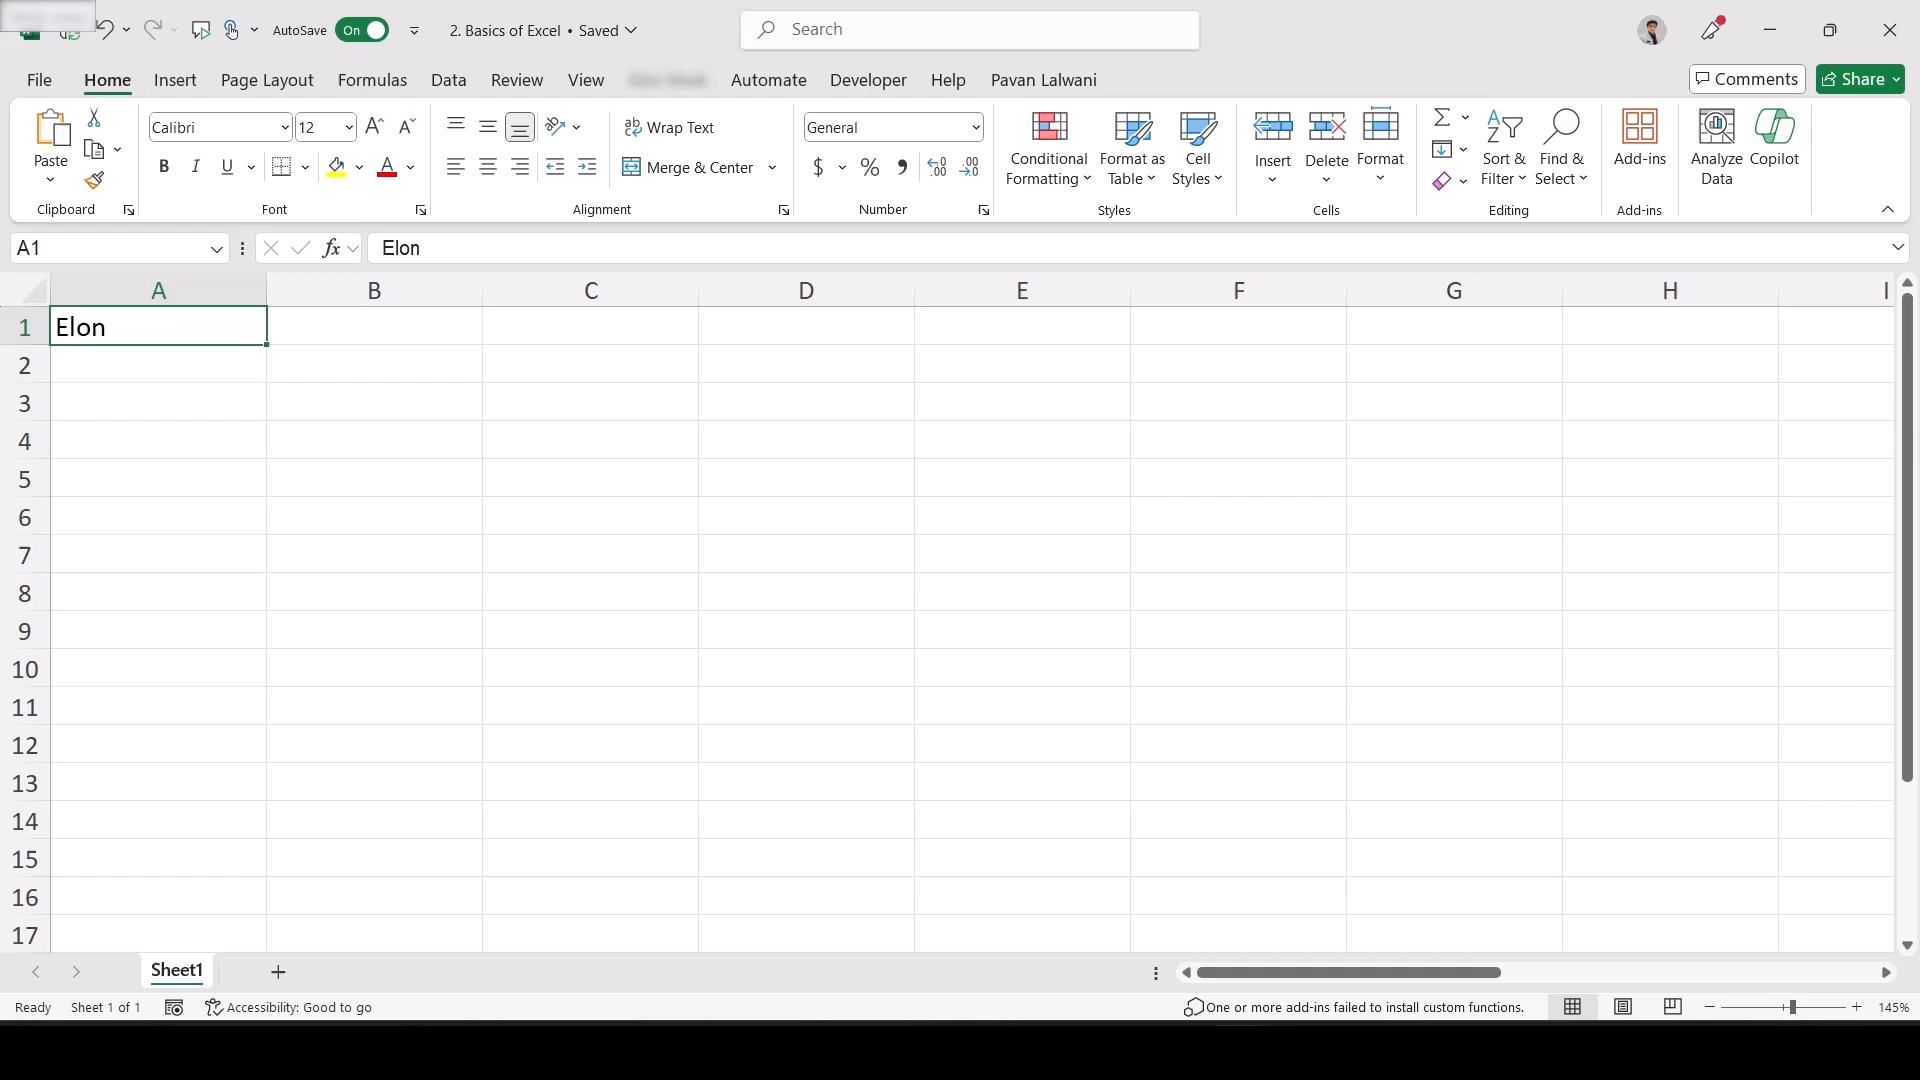 AutoSave On 2. Basics of Excel • Saved Search
File Home Insert Page Layout Formulas Data Review View Automate Developer Help Pavan Lalwani Comments Share
Paste Calibri 12 Wrap Text General Conditional Formatting Format as Table Cell Styles Insert Delete Format Sort & Filter Find & Select Add-ins Analyze Data Copilot
B I U A Merge & Center $ %
Clipboard Font Alignment Number Styles Cells Editing Add-ins
A1 fx Elon
A B C D E F G H I
1 Elon
2
3
4
5
6
7
8
9
10
11
12
13
14
15
16
17
Sheet1
Ready Sheet 1 of 1 Accessibility: Good to go One or more add-ins failed to install custom functions. 145%